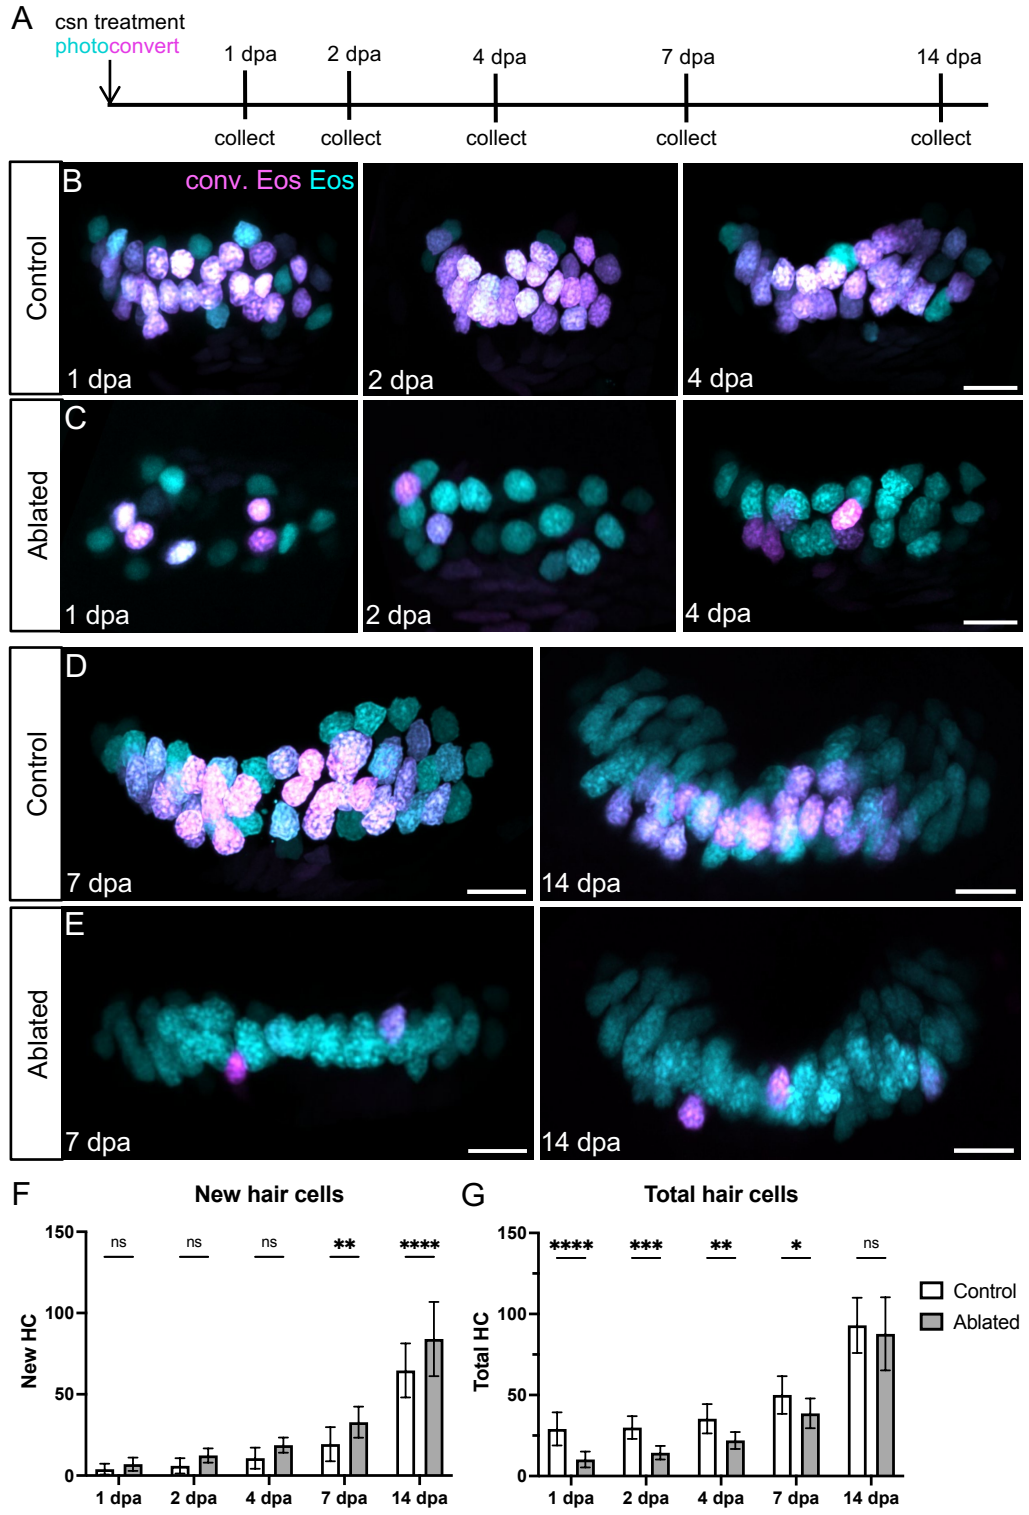 A
csn treatment
photoconvert
1 dpa
2 dpa
4 dpa
7 dpa
14 dpa
collect
collect
collect
collect
collect
Control
B
conv. Eos Eos
1 dpa
2 dpa
4 dpa
Ablated
C
1 dpa
2 dpa
4 dpa
Control
D
7 dpa
14 dpa
Ablated
E
7 dpa
14 dpa
F
New hair cells
New HC
150
100
50
0
ns
ns
ns
**
****
1 dpa
2 dpa
4 dpa
7 dpa
14 dpa
G
Total hair cells
Total HC
150
100
50
0
****
***
**
*
ns
1 dpa
2 dpa
4 dpa
7 dpa
14 dpa
Control
Ablated